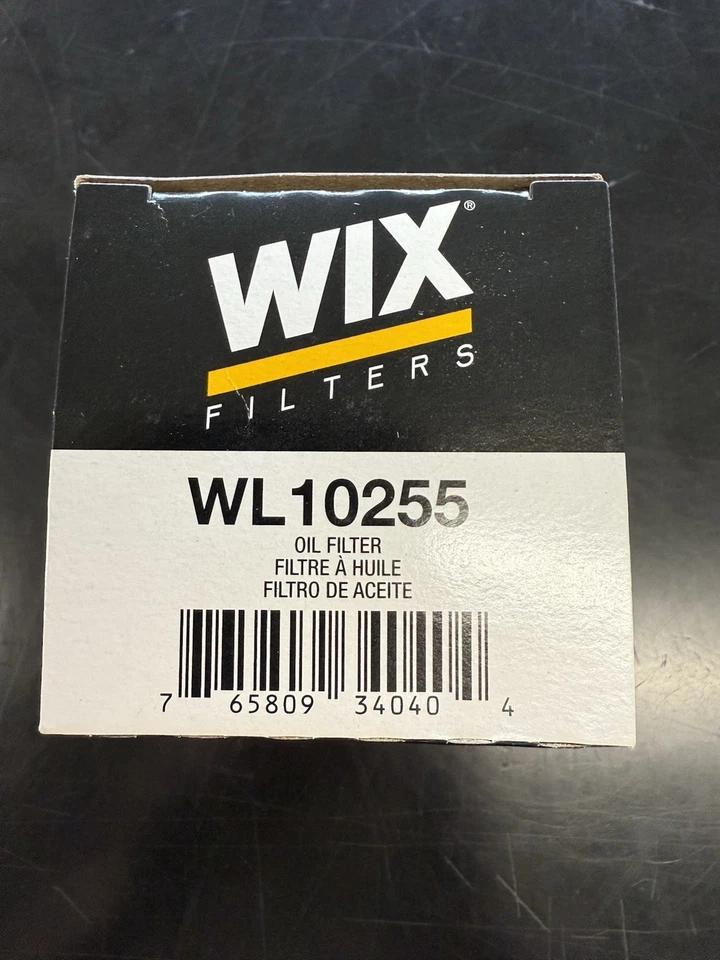 WIX®
FILTERS
WL10255
OIL FILTER
FILTRE À HUILE
FILTRO DE ACEITE
7 65809 34040 4